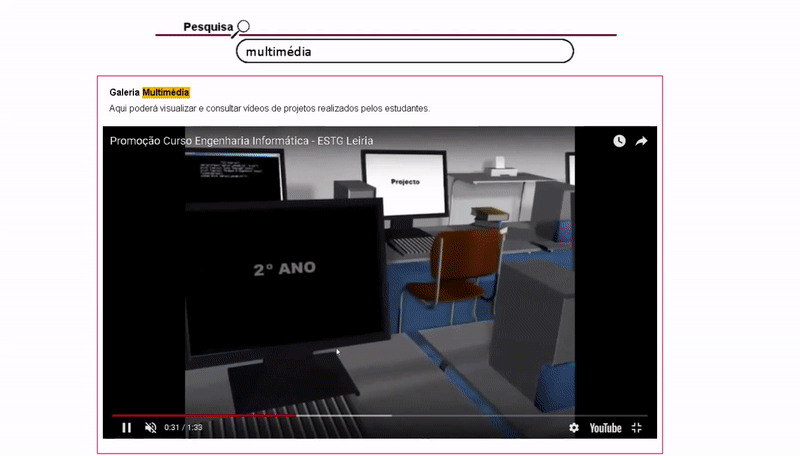 Pesquisa
multimédia
Galeria Multimédia
Aqui poderá visualizar e consultar vídeos de projetos realizados pelos estudantes.
Promoção Curso Engenharia Informática - ESTG Leiria
Projecto
2º ANO
0:31 / 1:33
YouTube